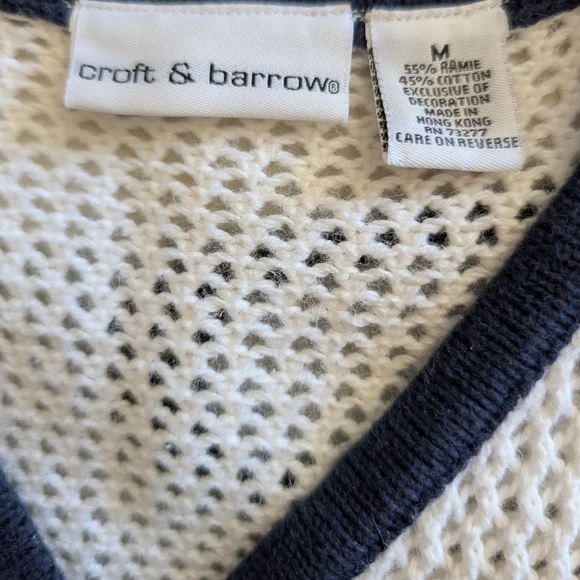 croft & barrow®
M
55% RAMIE
45% COTTON
EXCLUSIVE OF
DECORATION
MADE IN
HONG KONG
RN 73277
CARE ON REVERSE